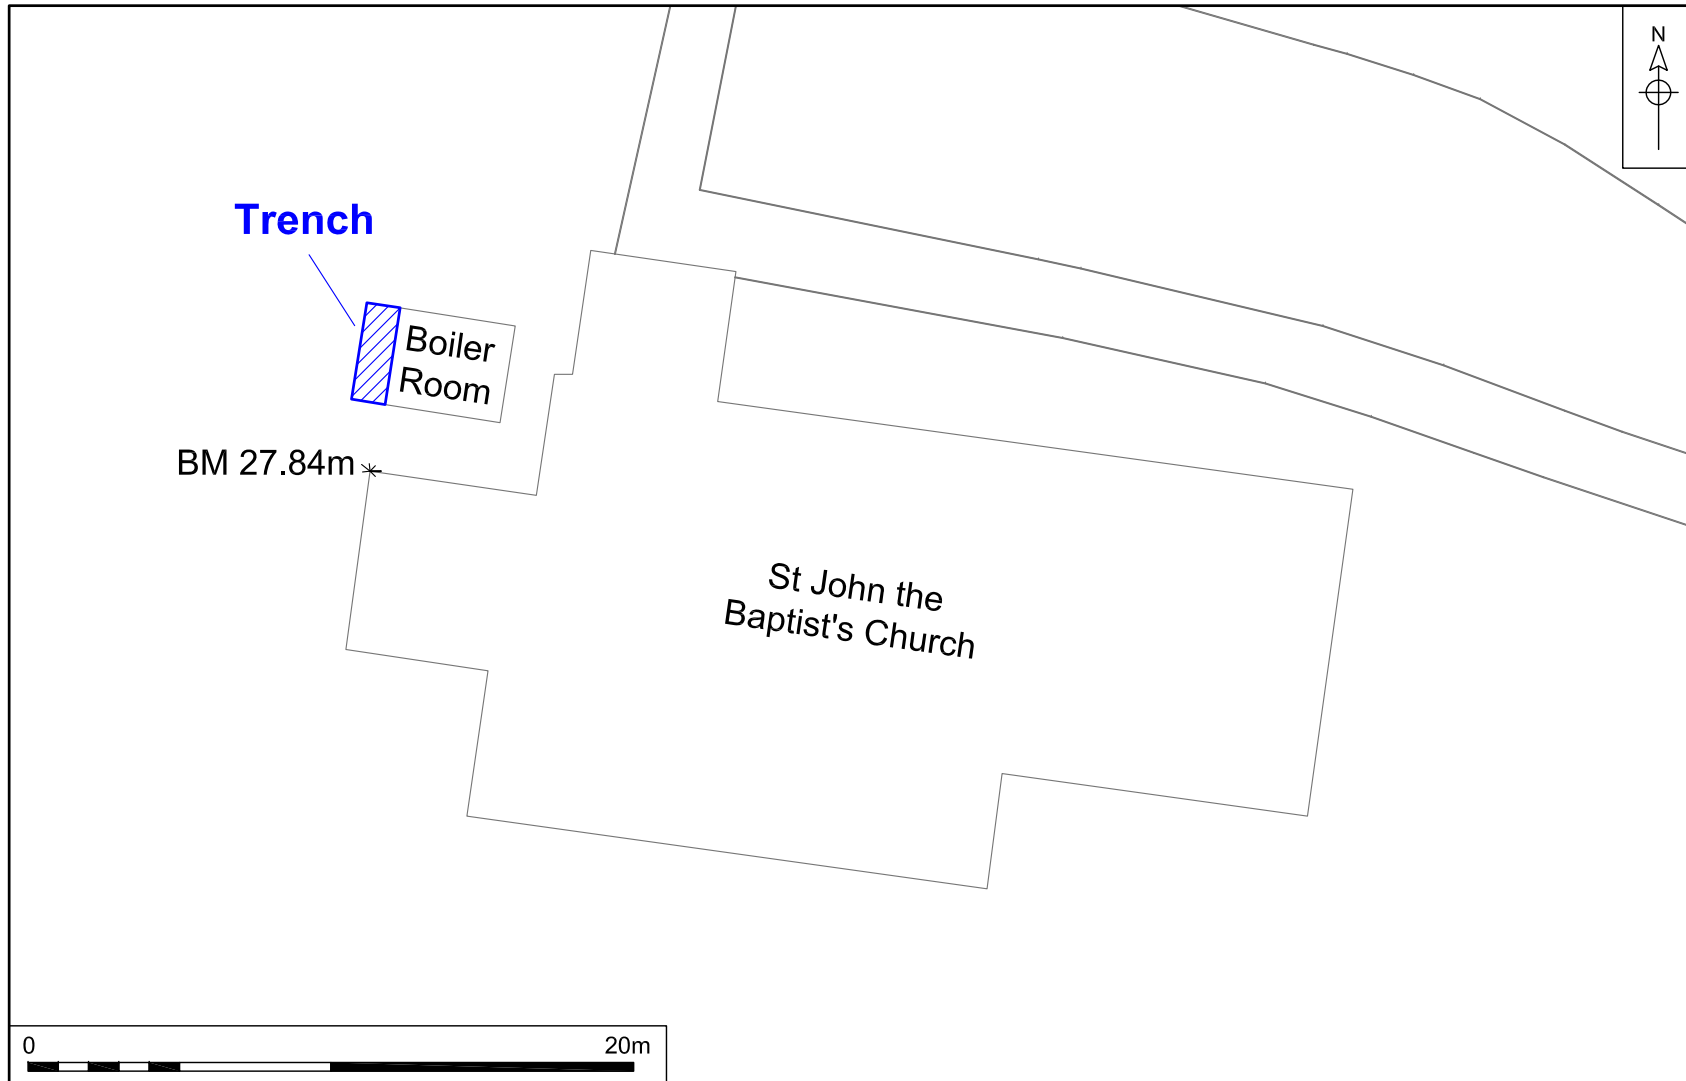 N
Trench
Boiler
Room
BM 27.84m
St John the
Baptist's Church
0
20m